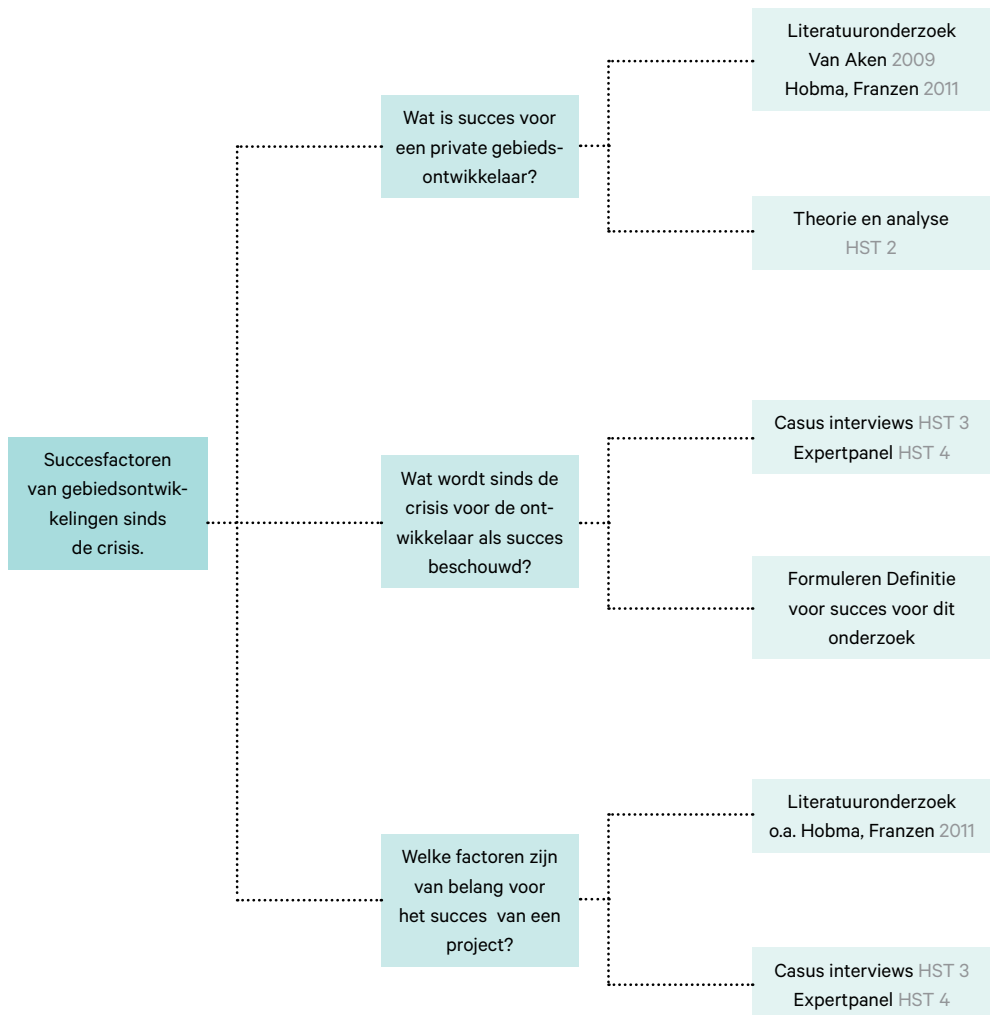 Literatuuronderzoek
Van Aken 2009
Hobma, Franzen 2011
Wat is succes voor
een private gebieds-
ontwikkelaar?
Theorie en analyse
HST 2
Casus interviews HST 3
Expertpanel HST 4
Succesfactoren
van gebiedsontwik-
kelingen sinds
de crisis.
Wat wordt sinds de
crisis voor de ont-
wikkelaar als succes
beschouwd?
Formuleren Definitie
voor succes voor dit
onderzoek
Literatuuronderzoek
o.a. Hobma, Franzen 2011
Welke factoren zijn
van belang voor
het succes van een
project?
Casus interviews HST 3
Expertpanel HST 4